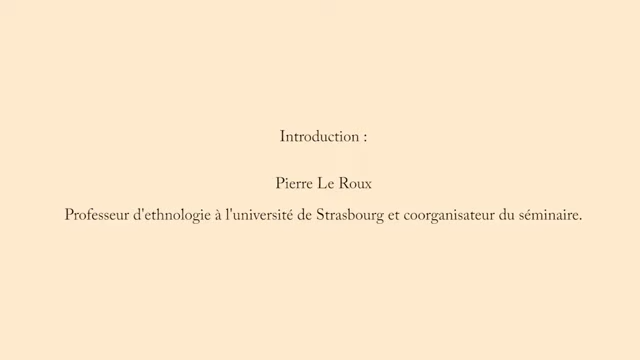 Introduction :
Pierre Le Roux
Professeur d'ethnologie à l'université de Strasbourg et coorganisateur du séminaire.